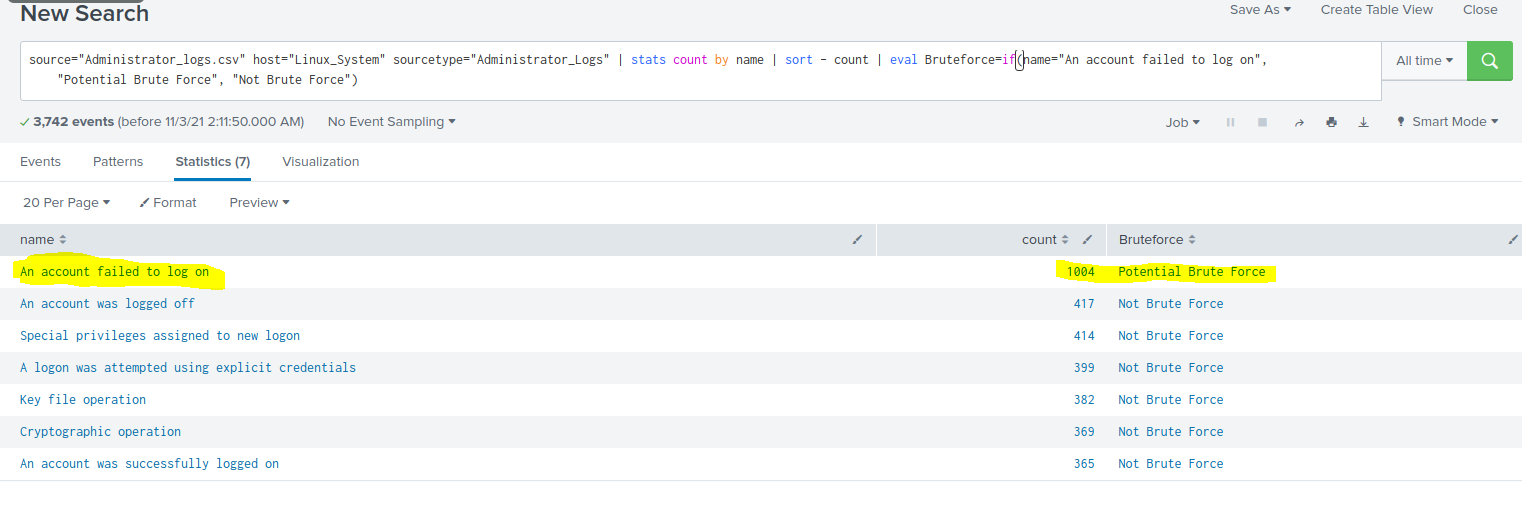 New Search
Save As Create Table View Close
source="Administrator_logs.csv" host="Linux_System" sourcetype="Administrator_Logs" | stats count by name | sort - count | eval Bruteforce=if(name="An account failed to log on",
"Potential Brute Force", "Not Brute Force")
All time
3,742 events (before 11/3/21 2:11:50.000 AM) No Event Sampling
Job Smart Mode
Events Patterns Statistics (7) Visualization
20 Per Page Format Preview
name count Bruteforce
An account failed to log on 1004 Potential Brute Force
An account was logged off 417 Not Brute Force
Special privileges assigned to new logon 414 Not Brute Force
A logon was attempted using explicit credentials 399 Not Brute Force
Key file operation 382 Not Brute Force
Cryptographic operation 369 Not Brute Force
An account was successfully logged on 365 Not Brute Force